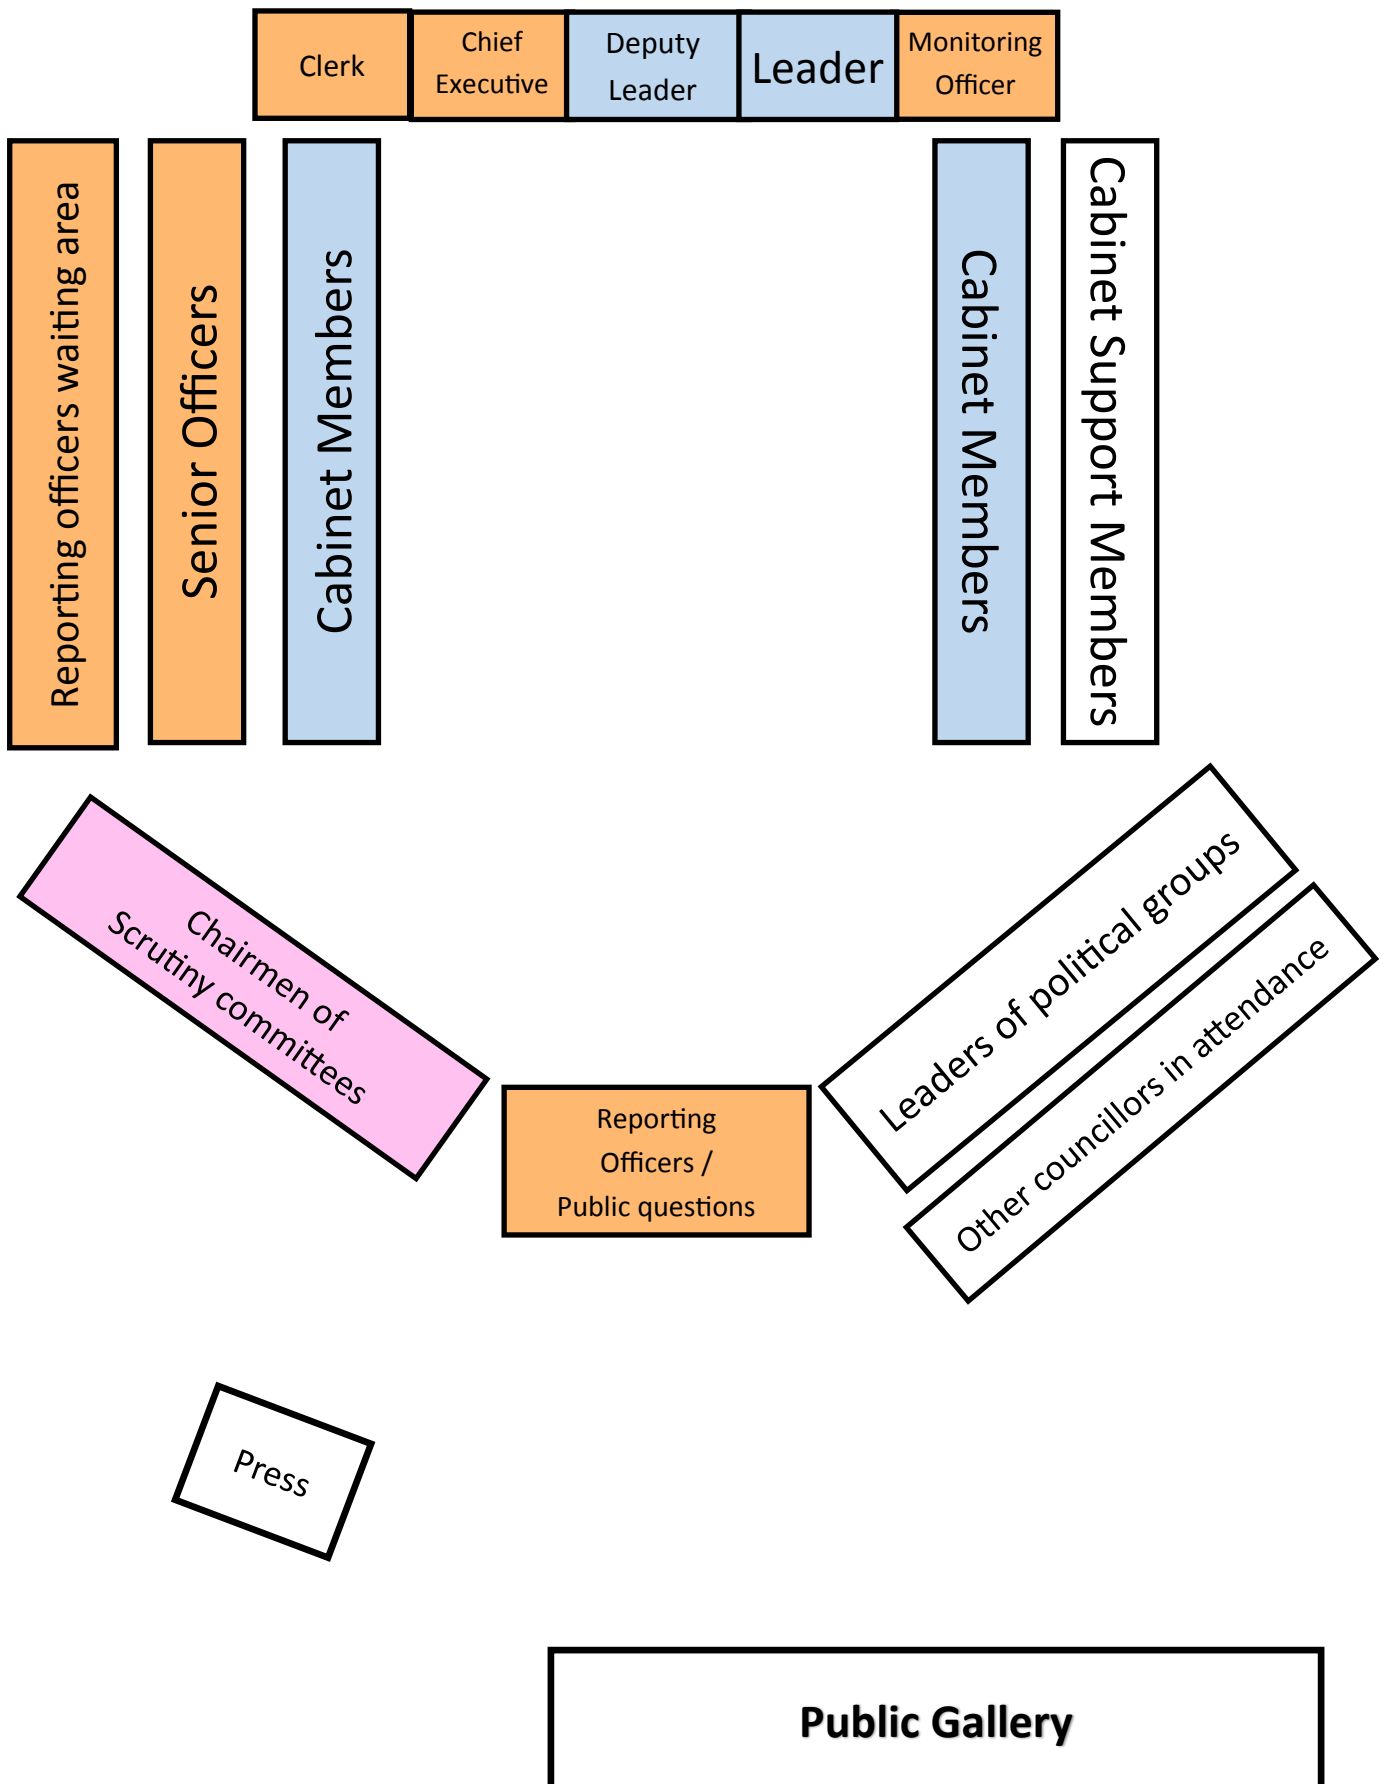 Clerk
Chief
Executive
Deputy
Leader
Leader
Monitoring
Officer
Reporting officers waiting area
Senior Officers
Cabinet Members
Cabinet Members
Cabinet Support Members
Chairmen of
Scrutiny committees
Leaders of political groups
Other councillors in attendance
Reporting
Officers /
Public questions
Press
Public Gallery